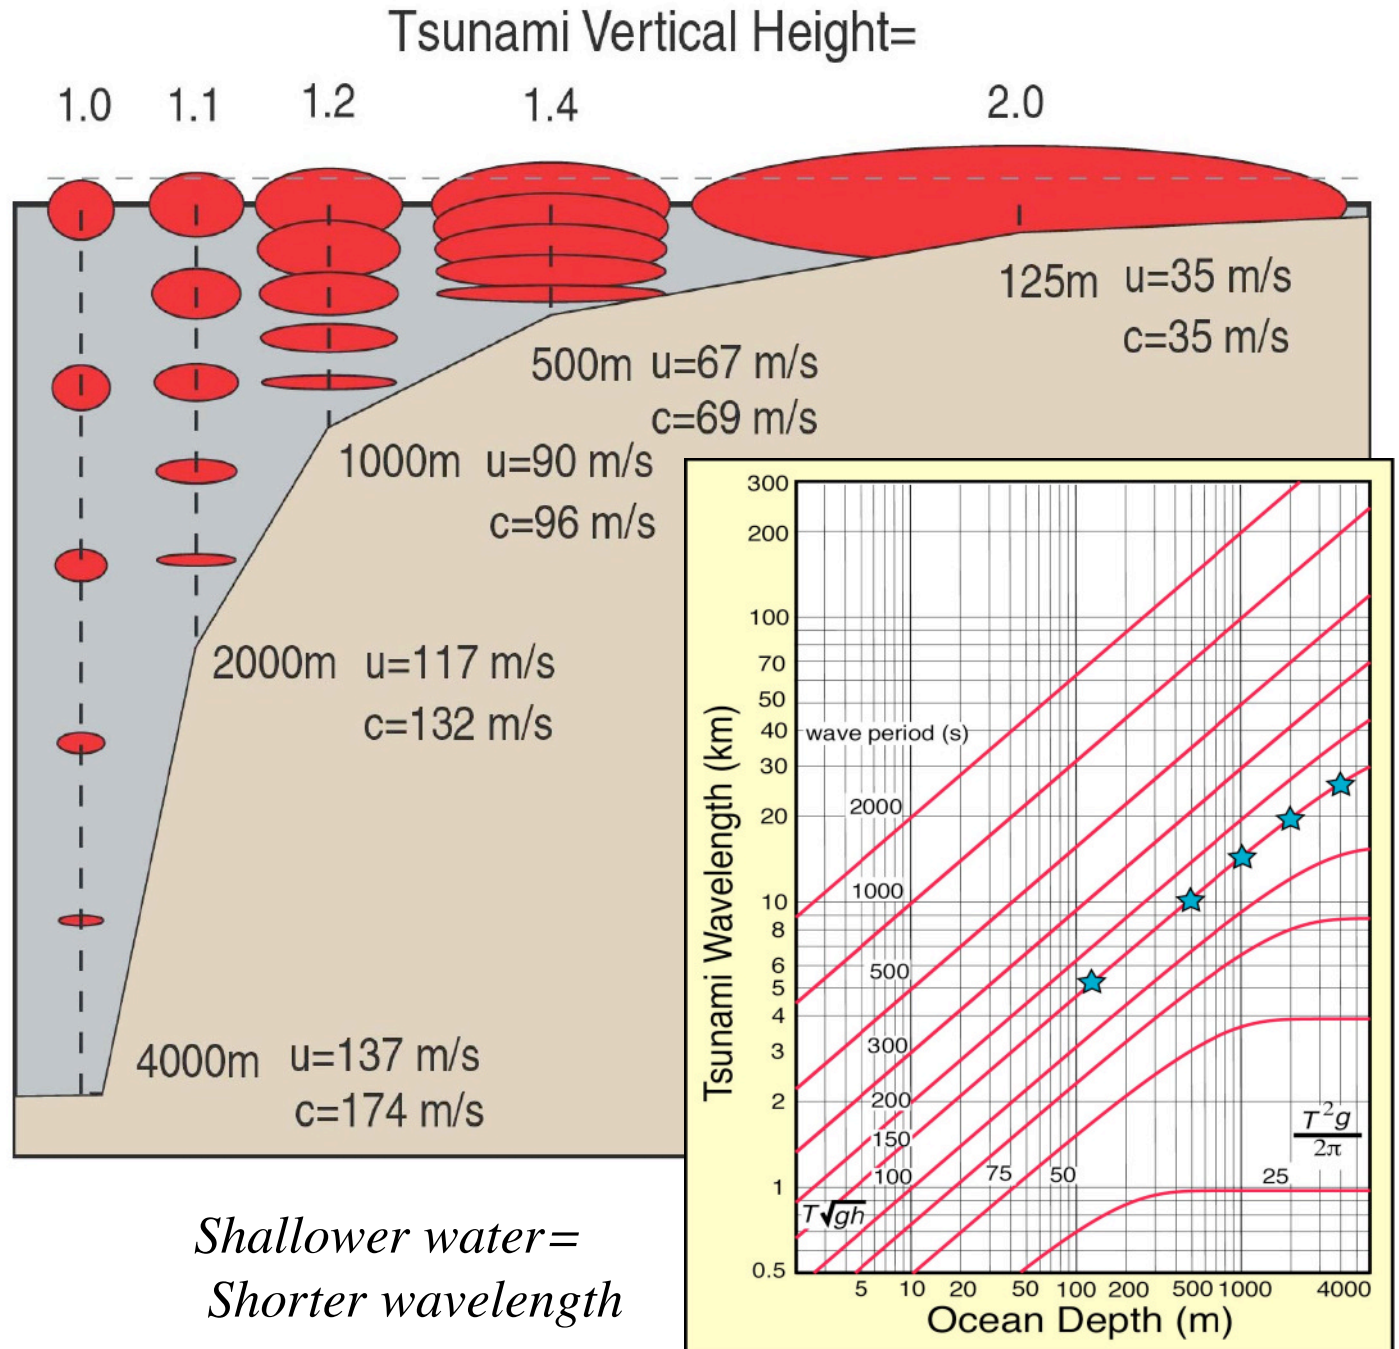 Tsunami Vertical Height=
1.0 1.1 1.2 1.4 2.0
125m u=35 m/s
c=35 m/s
500m u=67 m/s
c=69 m/s
1000m u=90 m/s
c=96 m/s
2000m u=117 m/s
c=132 m/s
4000m u=137 m/s
c=174 m/s
Shallower water=
Shorter wavelength
Tsunami Wavelength (km)
300
200
100
70
50
40
30
20
10
8
6
5
4
3
2
1
0.5
wave period (s)
2000
1000
500
300
200
150
100
75 50 25
T√gh
T²g
2π
5 10 20 50 100 200 500 1000 4000
Ocean Depth (m)